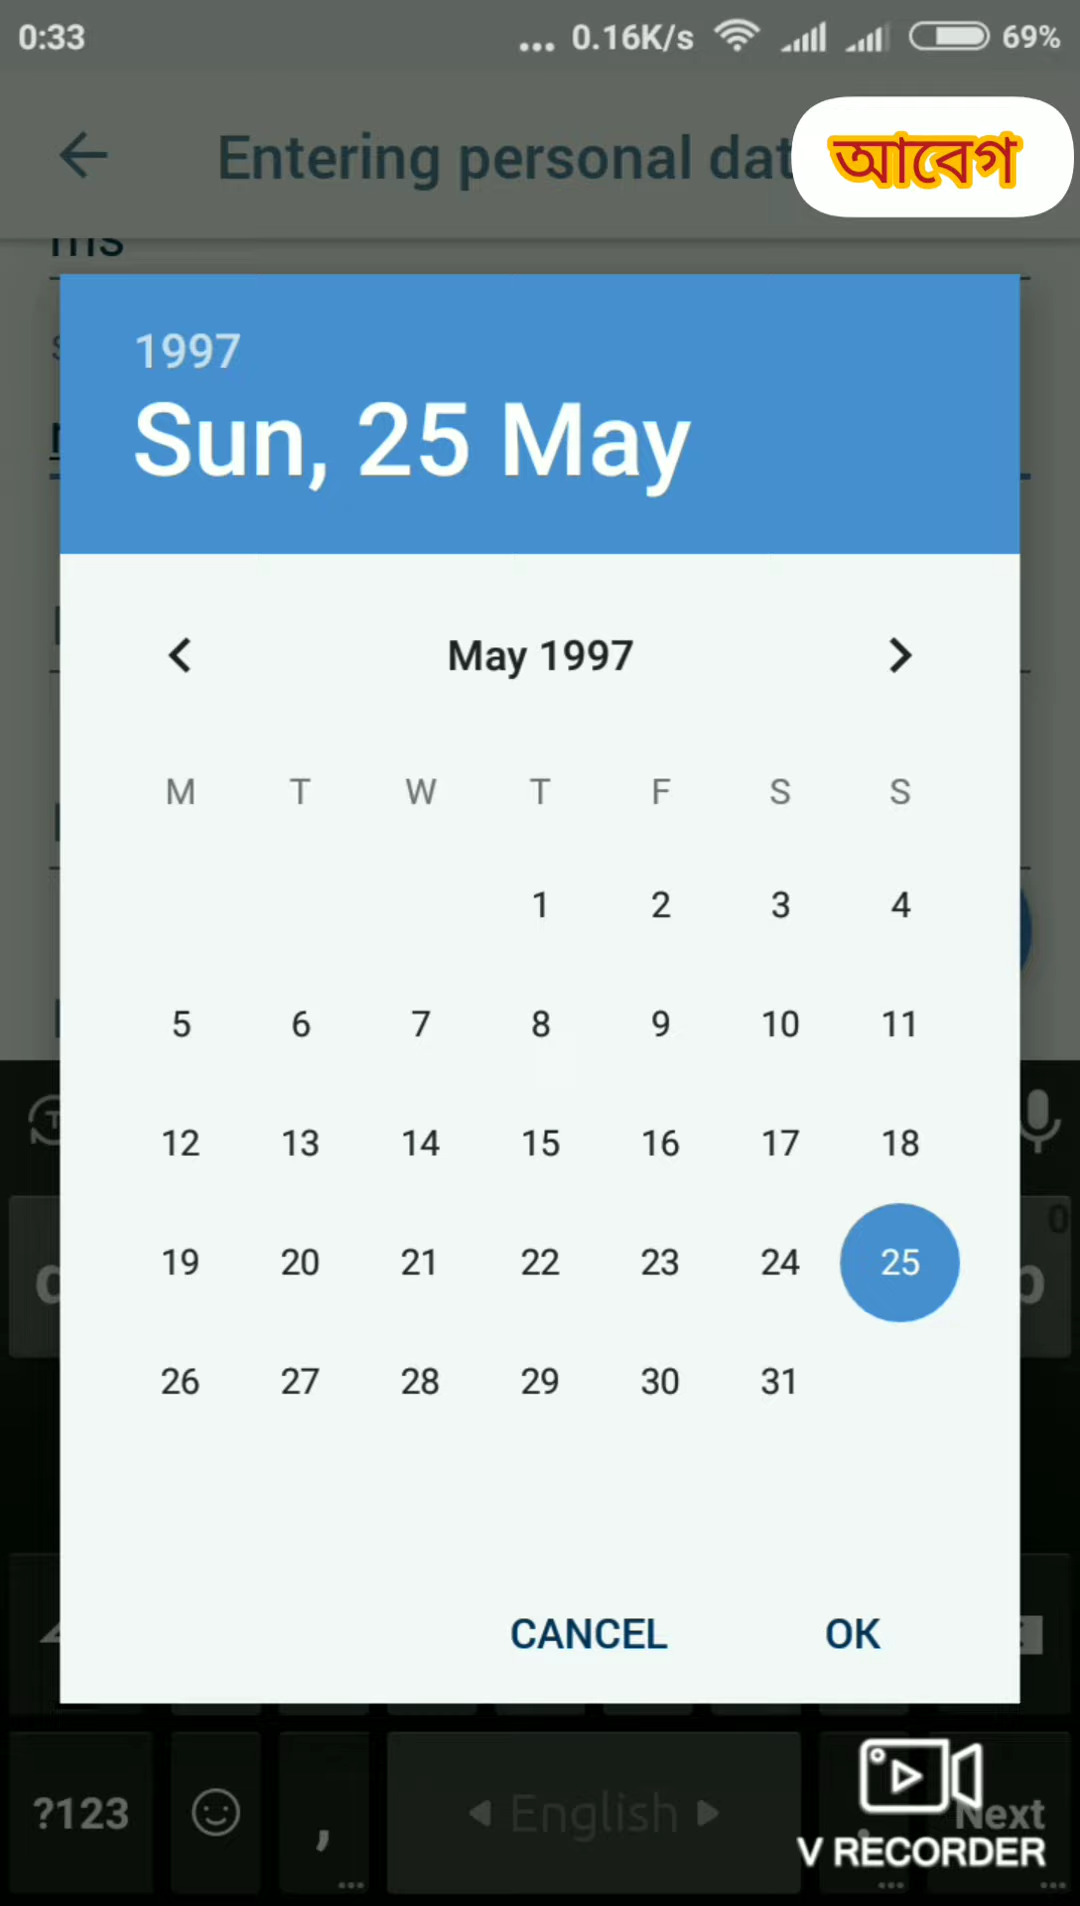 0:33 ... 0.16K/s 69%
Entering personal dat
আবেগ
ms
1997
Sun, 25 May
May 1997
M T W T F S S
1 2 3 4
5 6 7 8 9 10 11
12 13 14 15 16 17 18
19 20 21 22 23 24 25
26 27 28 29 30 31
CANCEL OK
?123 , English Next
V RECORDER